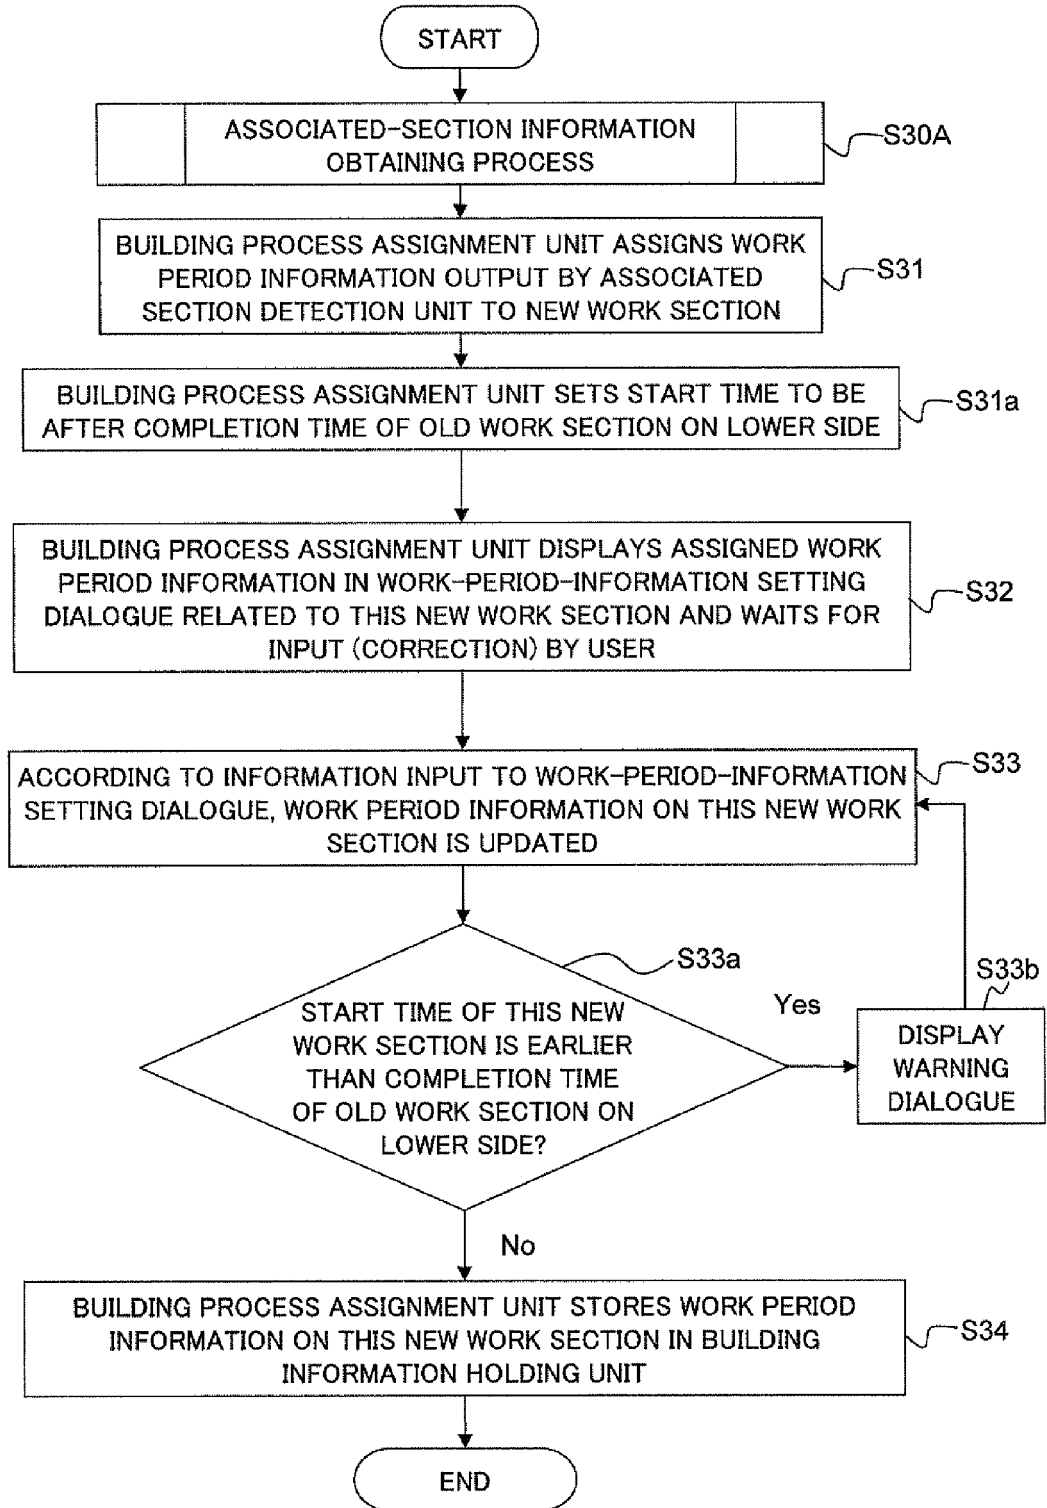 START
ASSOCIATED-SECTION INFORMATION
OBTAINING PROCESS
S30A
BUILDING PROCESS ASSIGNMENT UNIT ASSIGNS WORK
PERIOD INFORMATION OUTPUT BY ASSOCIATED
SECTION DETECTION UNIT TO NEW WORK SECTION
S31
BUILDING PROCESS ASSIGNMENT UNIT SETS START TIME TO BE
AFTER COMPLETION TIME OF OLD WORK SECTION ON LOWER SIDE
S31a
BUILDING PROCESS ASSIGNMENT UNIT DISPLAYS ASSIGNED WORK
PERIOD INFORMATION IN WORK-PERIOD-INFORMATION SETTING
DIALOGUE RELATED TO THIS NEW WORK SECTION AND WAITS FOR
INPUT (CORRECTION) BY USER
S32
ACCORDING TO INFORMATION INPUT TO WORK-PERIOD-INFORMATION
SETTING DIALOGUE, WORK PERIOD INFORMATION ON THIS NEW WORK
SECTION IS UPDATED
S33
START TIME OF THIS NEW
WORK SECTION IS EARLIER
THAN COMPLETION TIME
OF OLD WORK SECTION ON
LOWER SIDE?
S33a
Yes
S33b
DISPLAY
WARNING
DIALOGUE
No
BUILDING PROCESS ASSIGNMENT UNIT STORES WORK PERIOD
INFORMATION ON THIS NEW WORK SECTION IN BUILDING
INFORMATION HOLDING UNIT
S34
END